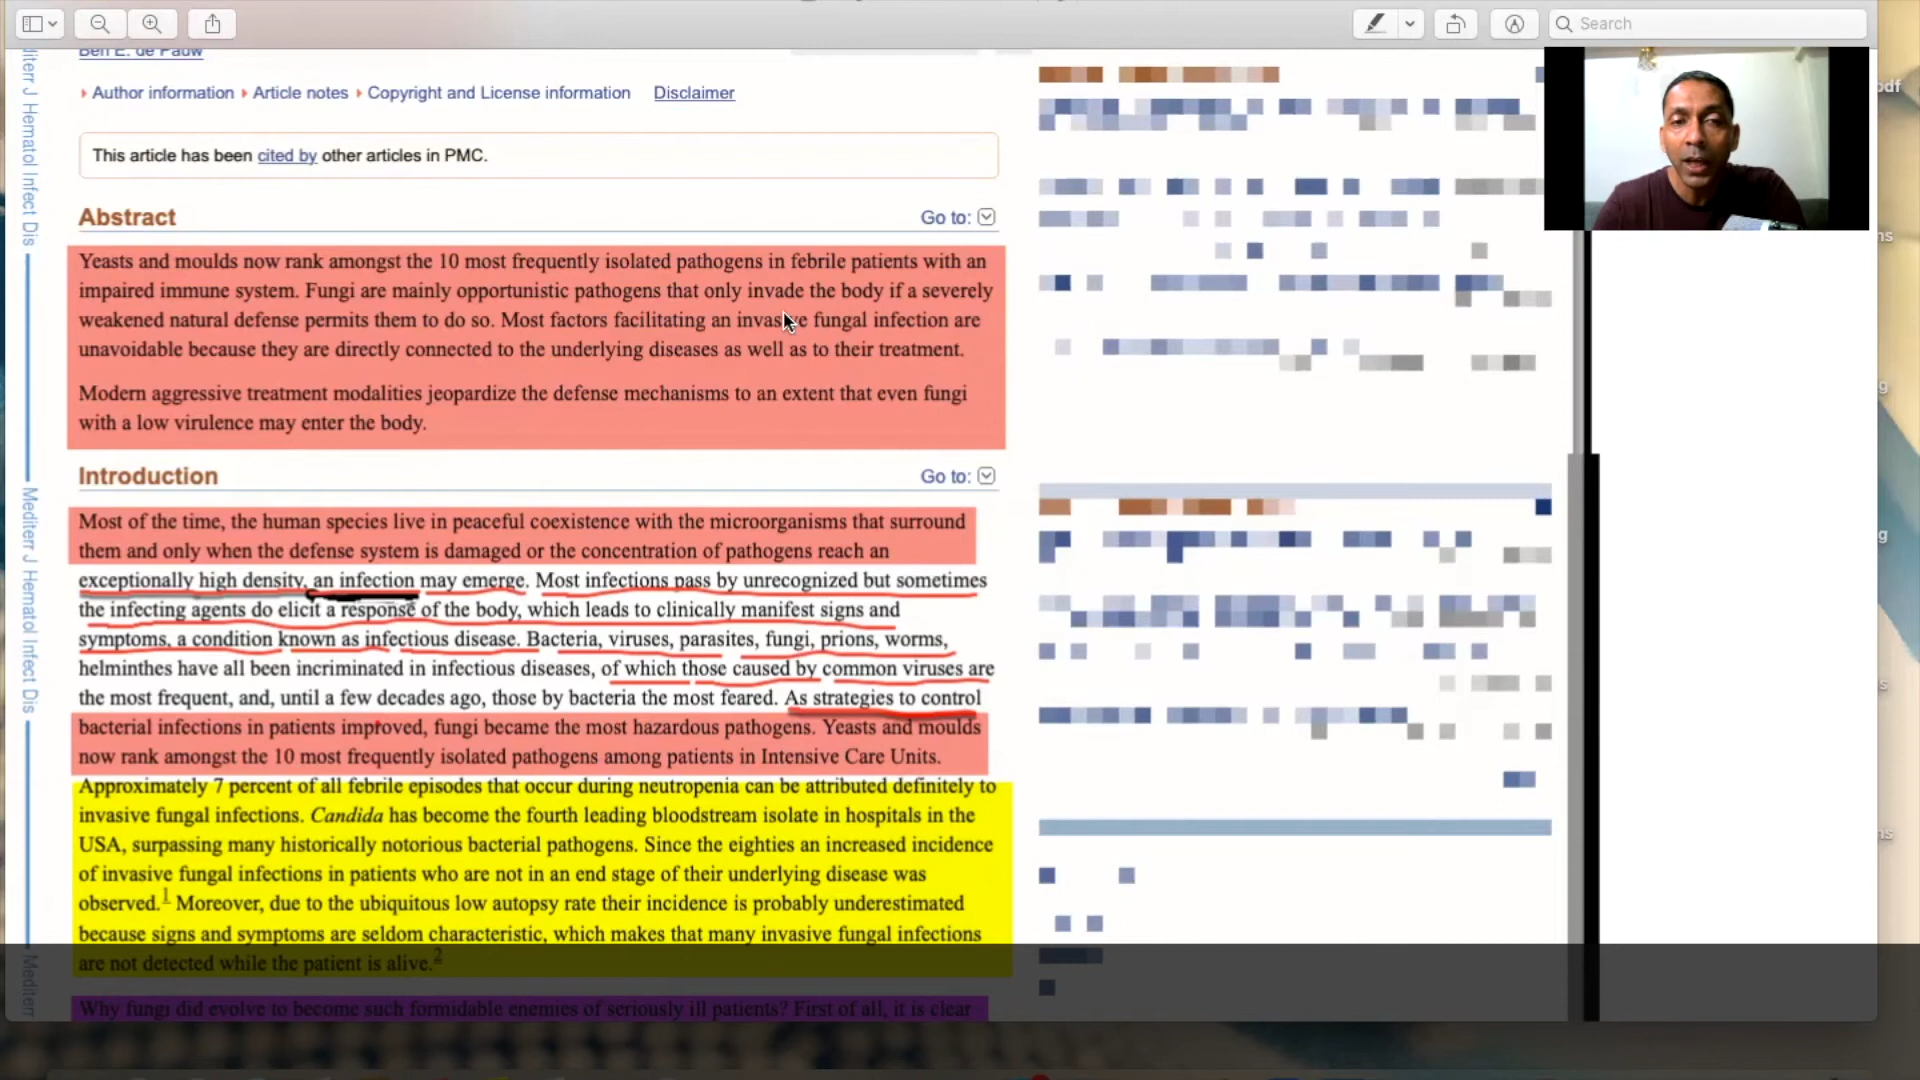 Search
Ben E. de Pauw
Author information Article notes Copyright and License information Disclaimer
This article has been cited by other articles in PMC.
Abstract
Go to:
Yeasts and moulds now rank amongst the 10 most frequently isolated pathogens in febrile patients with an
impaired immune system. Fungi are mainly opportunistic pathogens that only invade the body if a severely
weakened natural defense permits them to do so. Most factors facilitating an invasive fungal infection are
unavoidable because they are directly connected to the underlying diseases as well as to their treatment.
Modern aggressive treatment modalities jeopardize the defense mechanisms to an extent that even fungi
with a low virulence may enter the body.
Introduction
Go to:
Most of the time, the human species live in peaceful coexistence with the microorganisms that surround
them and only when the defense system is damaged or the concentration of pathogens reach an
exceptionally high density, an infection may emerge. Most infections pass by unrecognized but sometimes
the infecting agents do elicit a response of the body, which leads to clinically manifest signs and
symptoms, a condition known as infectious disease. Bacteria, viruses, parasites, fungi, prions, worms,
helminthes have all been incriminated in infectious diseases, of which those caused by common viruses are
the most frequent, and, until a few decades ago, those by bacteria the most feared. As strategies to control
bacterial infections in patients improved, fungi became the most hazardous pathogens. Yeasts and moulds
now rank amongst the 10 most frequently isolated pathogens among patients in Intensive Care Units.
Approximately 7 percent of all febrile episodes that occur during neutropenia can be attributed definitely to
invasive fungal infections. Candida has become the fourth leading bloodstream isolate in hospitals in the
USA, surpassing many historically notorious bacterial pathogens. Since the eighties an increased incidence
of invasive fungal infections in patients who are not in an end stage of their underlying disease was
observed.1 Moreover, due to the ubiquitous low autopsy rate their incidence is probably underestimated
because signs and symptoms are seldom characteristic, which makes that many invasive fungal infections
are not detected while the patient is alive.2
Why fungi did evolve to become such formidable enemies of seriously ill patients? First of all, it is clear
Mediterr J Hematol Infect Dis
Mediterr J Hematol Infect Dis
Mediterr
pdf